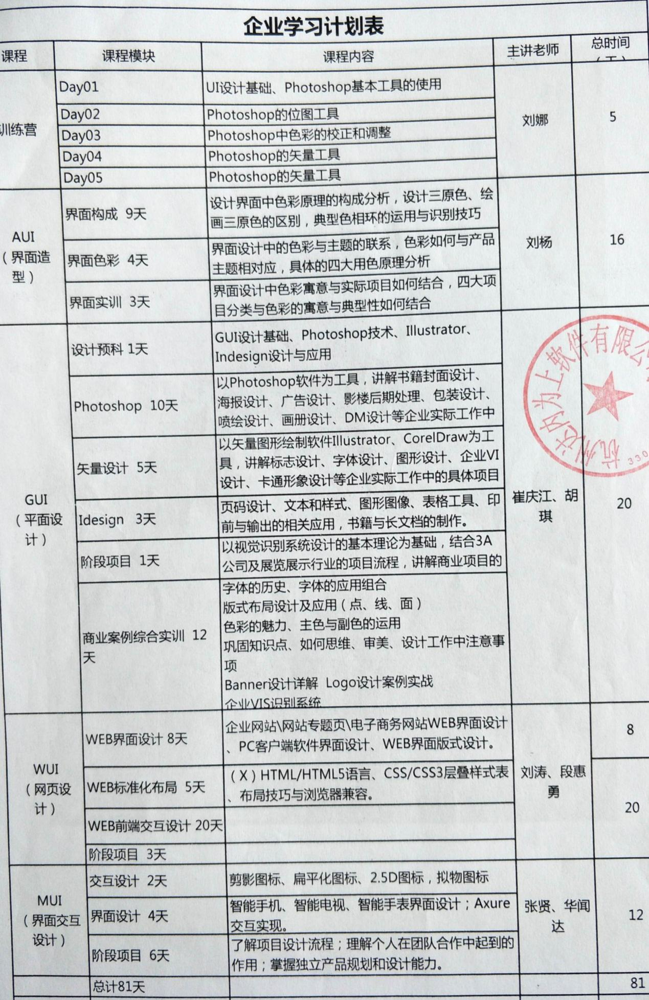 企业学习计划表
课程
课程模块
课程内容
主讲老师
总时间
（天）
训练营
Day01
UI设计基础、Photoshop基本工具的使用
Day02
Photoshop的位图工具
Day03
Photoshop中色彩的校正和调整
Day04
Photoshop的矢量工具
Day05
Photoshop的矢量工具
刘娜
5
AUI
（界面造
型）
界面构成 9天
设计界面中色彩原理的构成分析，设计三原色、绘
画三原色的区别，典型色相环的运用与识别技巧
界面色彩 4天
界面设计中的色彩与主题的联系，色彩如何与产品
主题相对应，具体的四大用色原理分析
界面实训 3天
界面设计中色彩寓意与实际项目如何结合，四大项
目分类与色彩的寓意与典型性如何结合
刘杨
16
GUI
（平面设
计）
设计预科 1天
GUI设计基础、Photoshop技术、Illustrator、
Indesign设计与应用
Photoshop 10天
以Photoshop软件为工具，讲解书籍封面设计、
海报设计、广告设计、影楼后期处理、包装设计、
喷绘设计、画册设计、DM设计等企业实际工作中
矢量设计 5天
以矢量图形绘制软件Illustrator、CorelDraw为工
具，讲解标志设计、字体设计、图形设计、企业VI
设计、卡通形象设计等企业实际工作中的具体项目
Idesign 3天
页码设计、文本和样式、图形图像、表格工具、印
前与输出的相关应用，书籍与长文档的制作。
阶段项目 1天
以视觉识别系统设计的基本理论为基础，结合3A
公司及展览展示行业的项目流程，讲解商业项目的
商业案例综合实训 12
天
字体的历史、字体的应用组合
版式布局设计及应用（点、线、面）
色彩的魅力、主色与副色的运用
巩固知识点、如何思维、审美、设计工作中注意事
项
Banner设计详解 Logo设计案例实战
企业VIS识别系统
崔庆江、胡
琪
20
杭州达内为上软件有限公
330
WUI
（网页设
计）
WEB界面设计 8天
企业网站\网站专题页\电子商务网站WEB界面设计
、PC客户端软件界面设计、WEB界面版式设计。
8
WEB标准化布局 5天
（X）HTML/HTML5语言、CSS/CSS3层叠样式表
、布局技巧与浏览器兼容。
WEB前端交互设计 20天
阶段项目 3天
刘涛、段惠
勇
20
MUI
（界面交互
设计）
交互设计 2天
剪影图标、扁平化图标、2.5D图标，拟物图标
界面设计 4天
智能手机、智能电视、智能手表界面设计；Axure
交互实现。
阶段项目 6天
了解项目设计流程；理解个人在团队合作中起到的
作用；掌握独立产品规划和设计能力。
张贤、华闻
达
12
总计81天
81